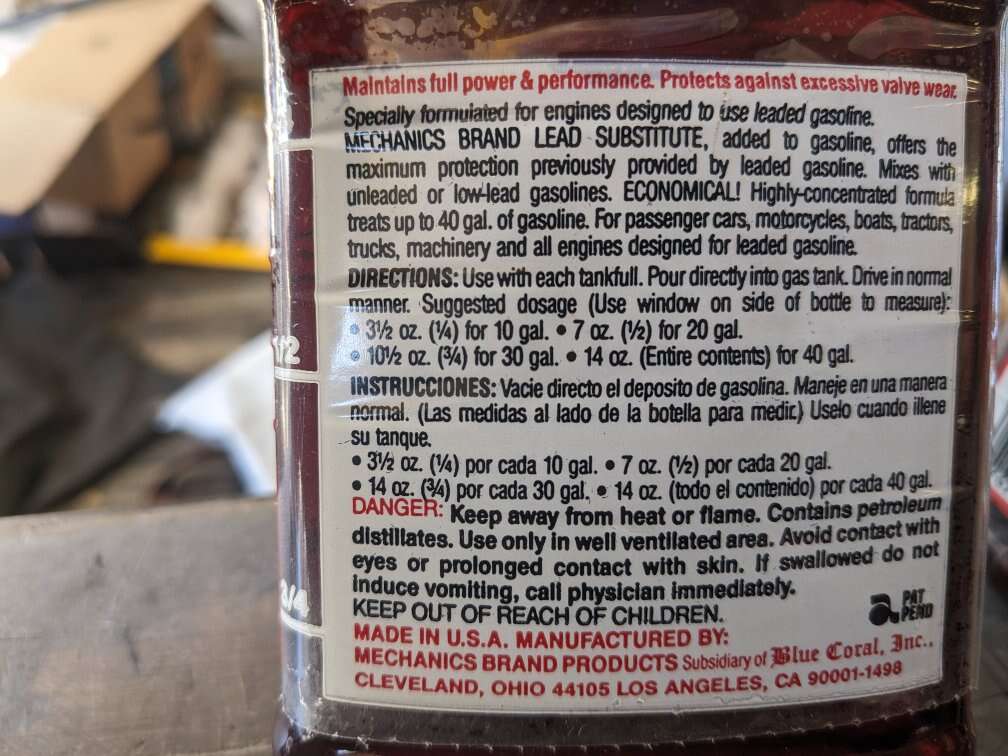 Maintains full power & performance. Protects against excessive valve wear.
Specially formulated for engines designed to use leaded gasoline.
MECHANICS BRAND LEAD SUBSTITUTE, added to gasoline, offers the
maximum protection previously provided by leaded gasoline. Mixes with
unleaded or low-lead gasolines. ECONOMICAL! Highly-concentrated formula
treats up to 40 gal. of gasoline. For passenger cars, motorcycles, boats, tractors,
trucks, machinery and all engines designed for leaded gasoline.
DIRECTIONS: Use with each tankfull. Pour directly into gas tank. Drive in normal
manner. Suggested dosage (Use window on side of bottle to measure):
• 3½ oz. (¼) for 10 gal. • 7 oz. (½) for 20 gal.
• 10½ oz. (¾) for 30 gal. • 14 oz. (Entire contents) for 40 gal.
1/2
INSTRUCCIONES: Vacie directo el deposito de gasolina. Maneje en una manera
normal. (Las medidas al lado de la botella para medir.) Uselo cuando illene
su tanque.
• 3½ oz. (¼) por cada 10 gal. • 7 oz. (½) por cada 20 gal.
• 14 oz. (¾) por cada 30 gal. • 14 oz. (todo el contenido) por cada 40 gal.
DANGER: Keep away from heat or flame. Contains petroleum
distillates. Use only in well ventilated area. Avoid contact with
eyes or prolonged contact with skin. If swallowed do not
induce vomiting, call physician immediately.
KEEP OUT OF REACH OF CHILDREN.
PAT
PEND
3/4
MADE IN U.S.A. MANUFACTURED BY:
MECHANICS BRAND PRODUCTS Subsidiary of Blue Coral, Inc.,
CLEVELAND, OHIO 44105 LOS ANGELES, CA 90001-1498